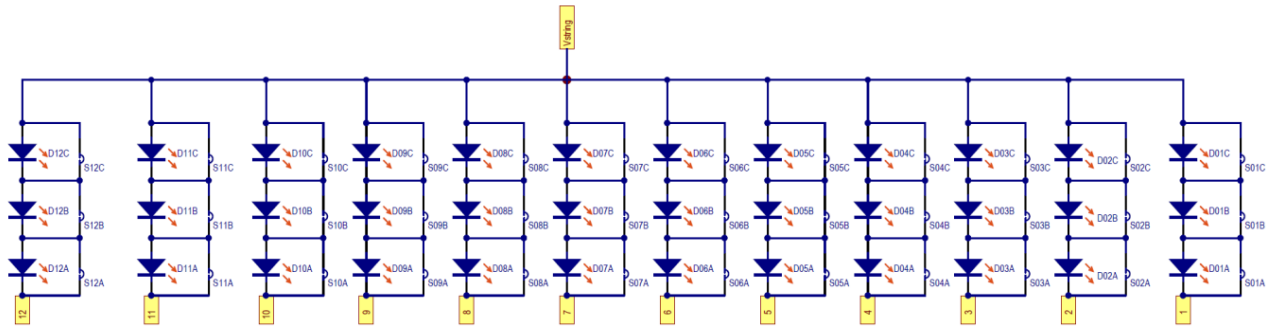 Vstring
D12C D11C D10C D09C D08C D07C D06C D05C D04C D03C D02C D01C
S12C S11C S10C S09C S08C S07C S06C S05C S04C S03C S02C S01C
D12B D11B D10B D09B D08B D07B D06B D05B D04B D03B D02B D01B
S12B S11B S10B S09B S08B S07B S06B S05B S04B S03B S02B S01B
D12A D11A D10A D09A D08A D07A D06A D05A D04A D03A D02A D01A
S12A S11A S10A S09A S08A S07A S06A S05A S04A S03A S02A S01A
12 11 10 9 8 7 6 5 4 3 2 1